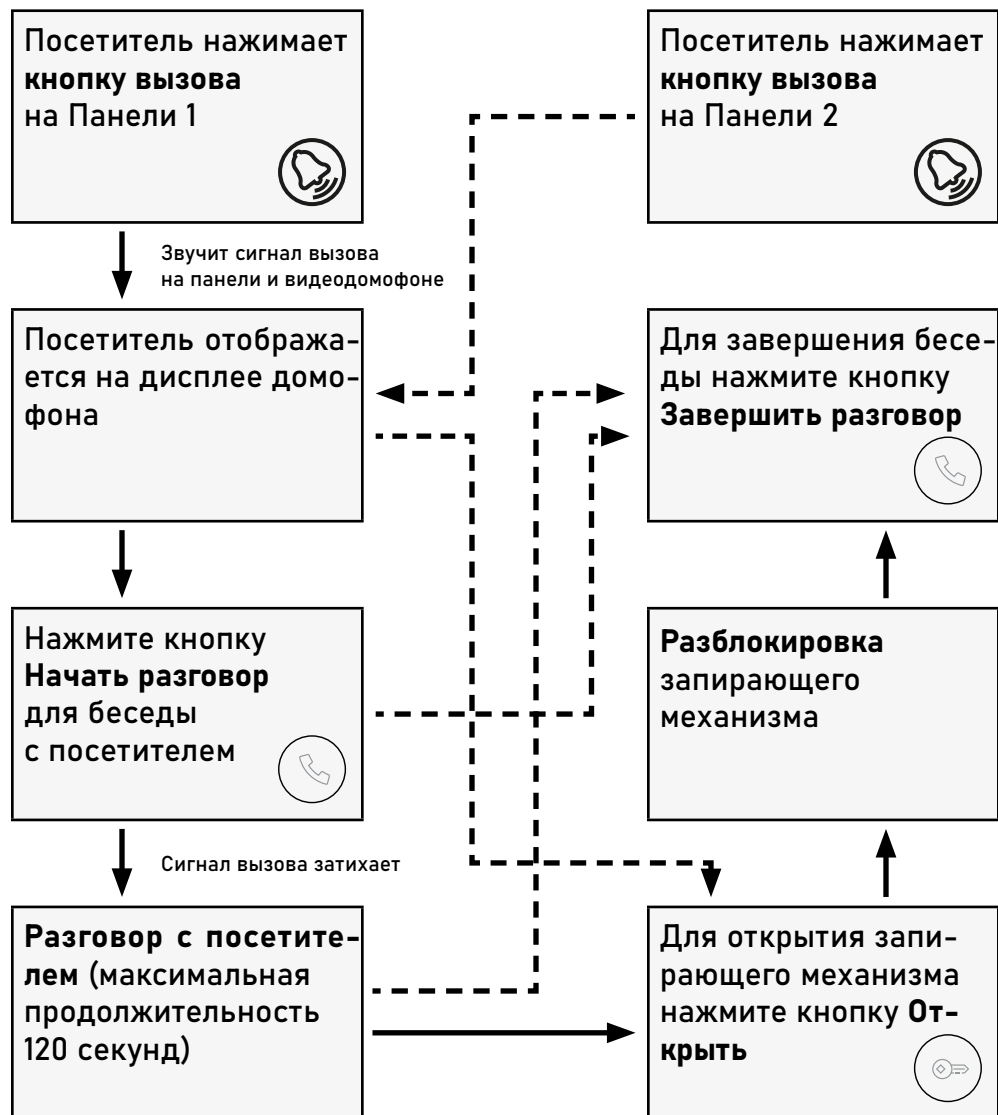 Посетитель нажимает
кнопку вызова
на Панели 1
Посетитель нажимает
кнопку вызова
на Панели 2
Звучит сигнал вызова
на панели и видеодомофоне
Посетитель отобража-
ется на дисплее домо-
фона
Для завершения бесе-
ды нажмите кнопку
Завершить разговор
Нажмите кнопку
Начать разговор
для беседы
с посетителем
Разблокировка
запирающего
механизма
Сигнал вызова затихает
Разговор с посетите-
лем (максимальная
продолжительность
120 секунд)
Для открытия запи-
рающего механизма
нажмите кнопку От-
крыть